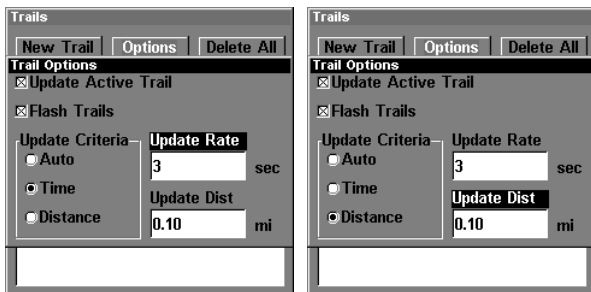 Trails
New Trail Options Delete All
Trail Options
Update Active Trail
Flash Trails
Update Criteria Update Rate
Auto 3 sec
Time Update Dist
Distance 0.10 mi
Trails
New Trail Options Delete All
Trail Options
Update Active Trail
Flash Trails
Update Criteria Update Rate
Auto 3 sec
Time Update Dist
Distance 0.10 mi